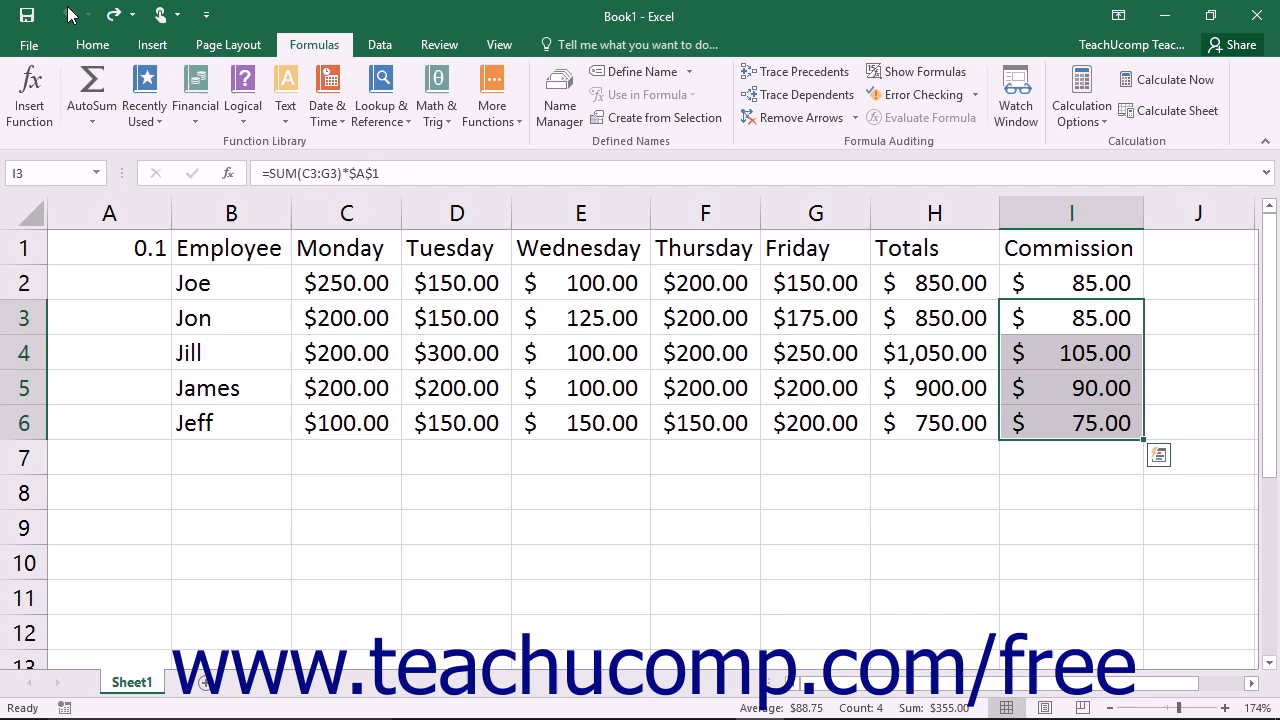 Book1 - Excel
File Home Insert Page Layout Formulas Data Review View Tell me what you want to do... TeachUcomp Teac... Share
Insert Function
AutoSum
Recently Used
Financial
Logical
Text
Date & Time
Lookup & Reference
Math & Trig
More Functions
Function Library
Name Manager
Define Name
Use in Formula
Create from Selection
Defined Names
Trace Precedents
Trace Dependents
Remove Arrows
Show Formulas
Error Checking
Evaluate Formula
Formula Auditing
Watch Window
Calculation Options
Calculate Now
Calculate Sheet
Calculation
I3 fx =SUM(C3:G3)*$A$1
A B C D E F G H I J
1 0.1 Employee Monday Tuesday Wednesday Thursday Friday Totals Commission
2 Joe $250.00 $150.00 $ 100.00 $200.00 $150.00 $ 850.00 $ 85.00
3 Jon $200.00 $150.00 $ 125.00 $200.00 $175.00 $ 850.00 $ 85.00
4 Jill $200.00 $300.00 $ 100.00 $200.00 $250.00 $1,050.00 $ 105.00
5 James $200.00 $200.00 $ 100.00 $200.00 $200.00 $ 900.00 $ 90.00
6 Jeff $100.00 $150.00 $ 150.00 $150.00 $200.00 $ 750.00 $ 75.00
7
8
9
10
11
12
13
www.teachucomp.com/free
Sheet1
Ready Average: $88.75 Count: 4 Sum: $355.00 174%